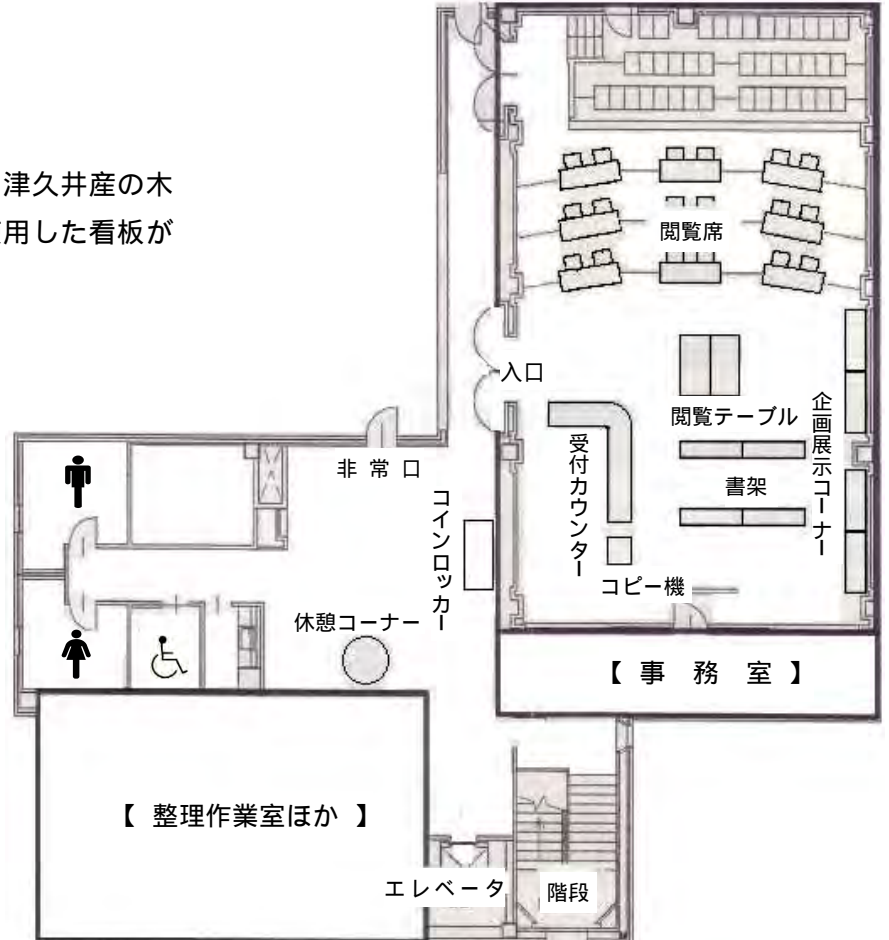 津久井産の木
用した看板が
閲覧席
入口
閲覧テーブル
企画展示コーナー
受付カウンター
書架
非常口
コインロッカー
コピー機
休憩コーナー
【 事 務 室 】
【 整理作業室ほか 】
エレベータ
階段